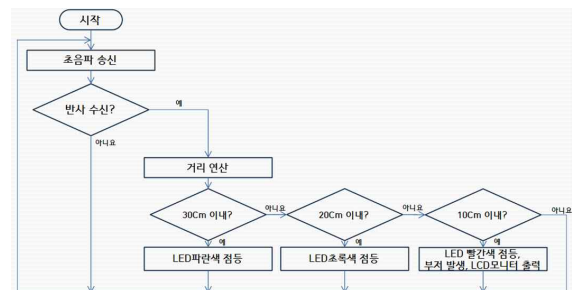 시작
초음파 송신
반사 수신?
예
아니요
거리 연산
30Cm 이내?
아니요
20Cm 이내?
아니요
10Cm 이내?
아니요
예
예
예
LED파란색 점등
LED초록색 점등
LED 빨간색 점등,
부저 발생, LCD모니터 출력